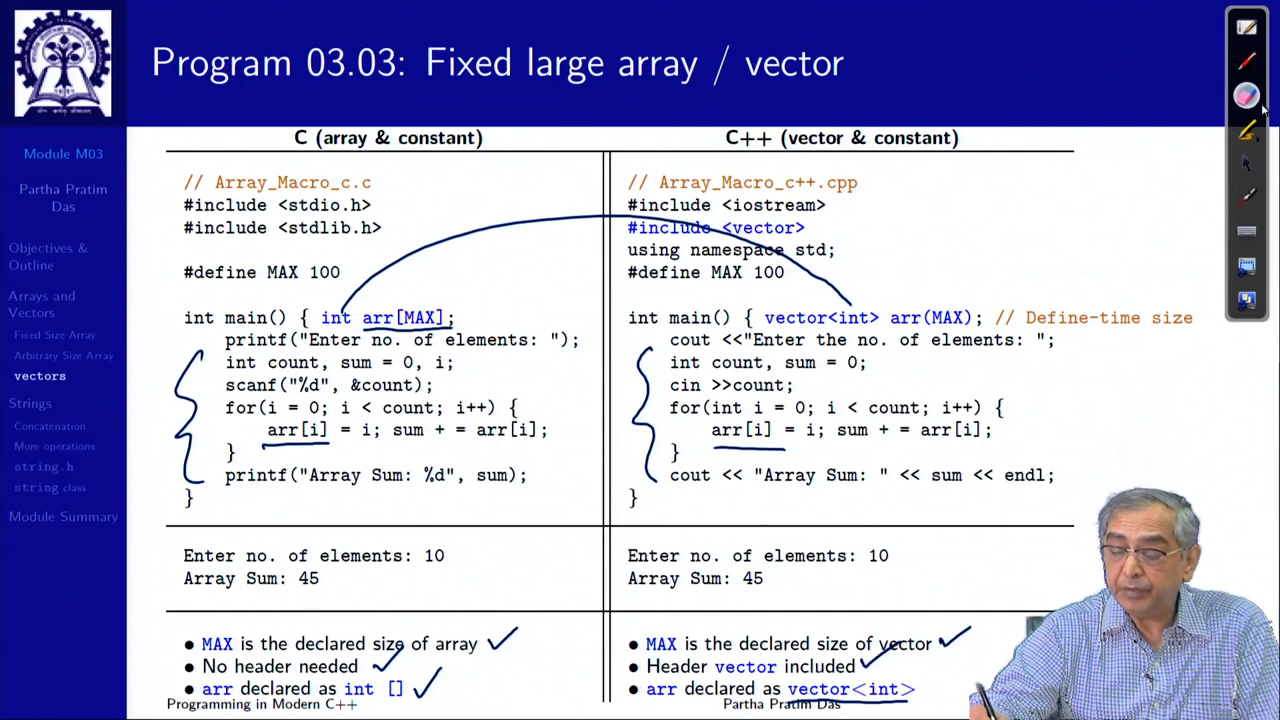 Program 03.03: Fixed large array / vector
Module M03
Partha Pratim
Das
Objectives &
Outline
Arrays and
Vectors
Fixed Size Array
Arbitrary Size Array
vectors
Strings
Concatenation
More operations
string.h
string class
Module Summary
C (array & constant)
// Array_Macro_c.c
#include <stdio.h>
#include <stdlib.h>
#define MAX 100
int main() { int arr[MAX];
printf("Enter no. of elements: ");
int count, sum = 0, i;
scanf("%d", &count);
for(i = 0; i < count; i++) {
arr[i] = i; sum + = arr[i];
}
printf("Array Sum: %d", sum);
}
Enter no. of elements: 10
Array Sum: 45
• MAX is the declared size of array
• No header needed
• arr declared as int []
C++ (vector & constant)
// Array_Macro_c++.cpp
#include <iostream>
#include <vector>
using namespace std;
#define MAX 100
int main() { vector<int> arr(MAX); // Define-time size
cout <<"Enter the no. of elements: ";
int count, sum = 0;
cin >>count;
for(int i = 0; i < count; i++) {
arr[i] = i; sum + = arr[i];
}
cout << "Array Sum: " << sum << endl;
}
Enter no. of elements: 10
Array Sum: 45
• MAX is the declared size of vector
• Header vector included
• arr declared as vector<int>
Programming in Modern C++
Partha Pratim Das